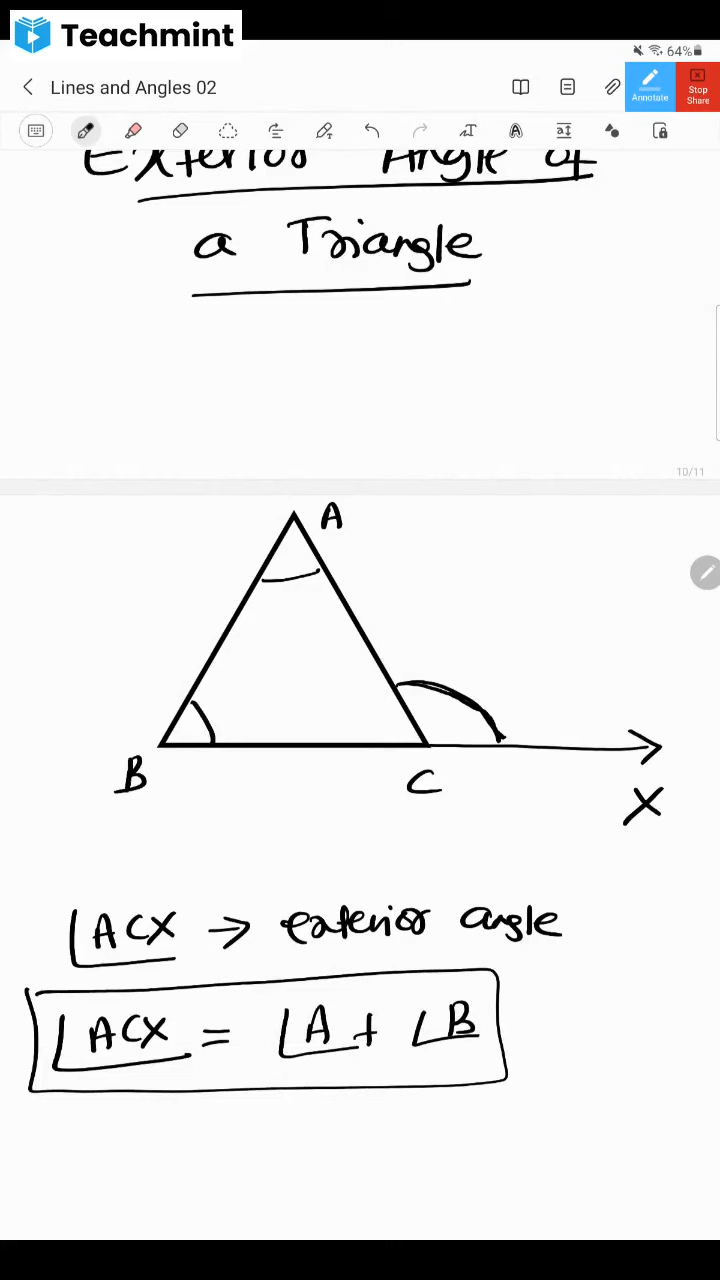 Teachmint
64%
Lines and Angles 02
Annotate
Stop
Share
Exterior Angle of
a Triangle
10/11
A
B
C
X
∠ACX → exterior angle
∠ACX = ∠A + ∠B